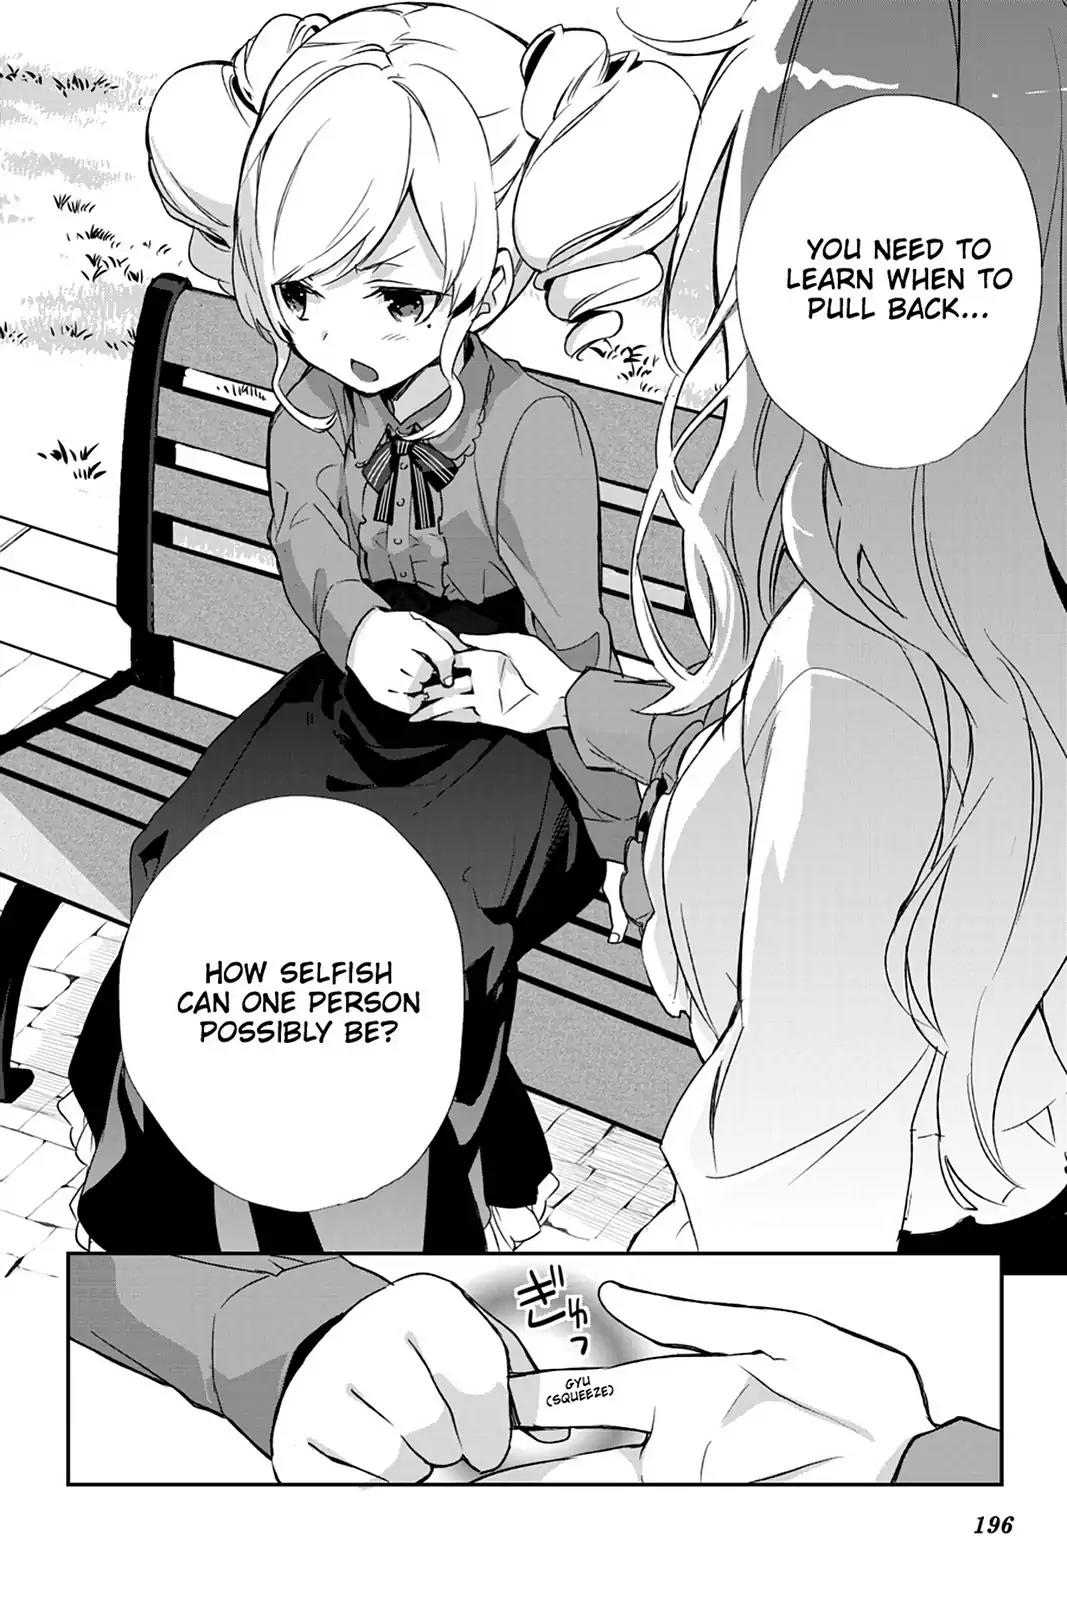 YOU NEED TO
LEARN WHEN TO
PULL BACK...
HOW SELFISH
CAN ONE PERSON
POSSIBLY BE?
ぎゅっ
GYU
(SQUEEZE)
196